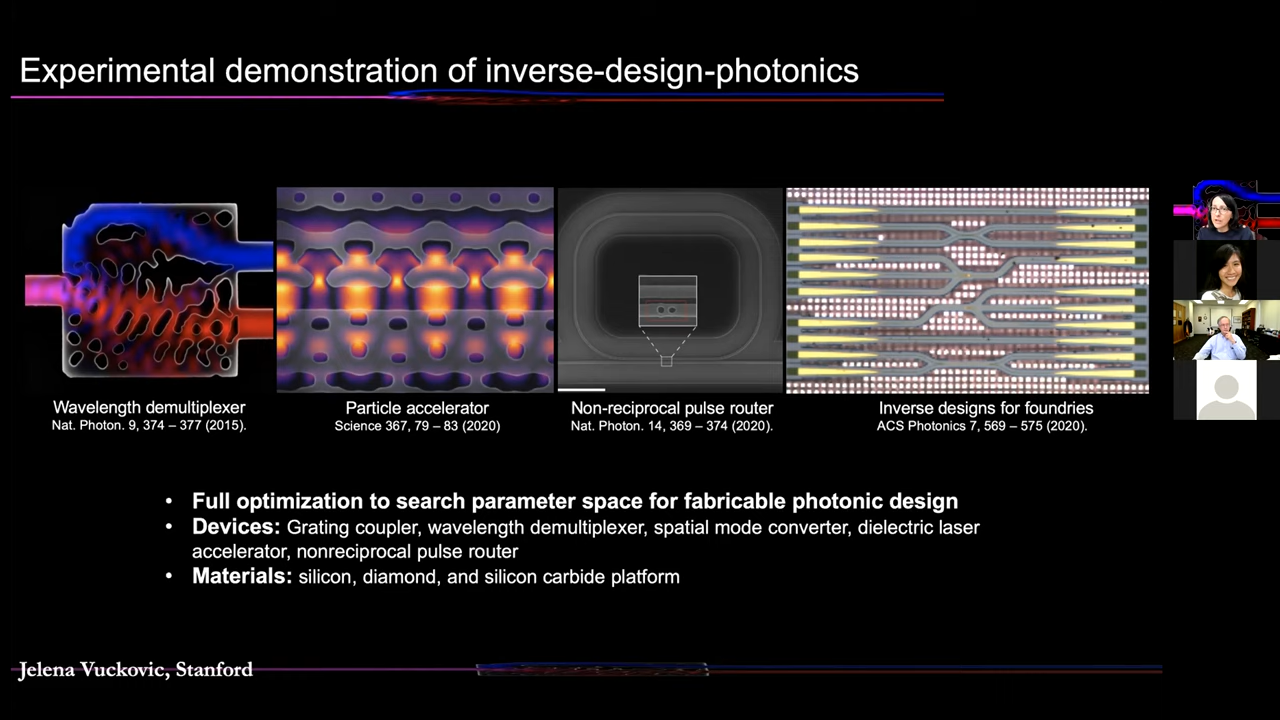 Experimental demonstration of inverse-design-photonics
Wavelength demultiplexer
Nat. Photon. 9, 374 – 377 (2015).
Particle accelerator
Science 367, 79 – 83 (2020)
Non-reciprocal pulse router
Nat. Photon. 14, 369 – 374 (2020).
Inverse designs for foundries
ACS Photonics 7, 569 – 575 (2020).
• Full optimization to search parameter space for fabricable photonic design
• Devices: Grating coupler, wavelength demultiplexer, spatial mode converter, dielectric laser
accelerator, nonreciprocal pulse router
• Materials: silicon, diamond, and silicon carbide platform
Jelena Vuckovic, Stanford